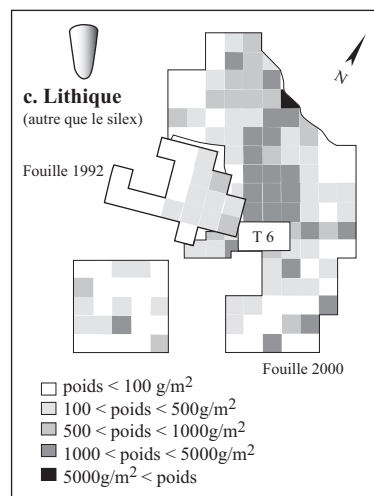 N
c. Lithique
(autre que le silex)
Fouille 1992
T 6
Fouille 2000
poids < 100 g/m²
100 < poids < 500g/m²
500 < poids < 1000g/m²
1000 < poids < 5000g/m²
5000g/m² < poids